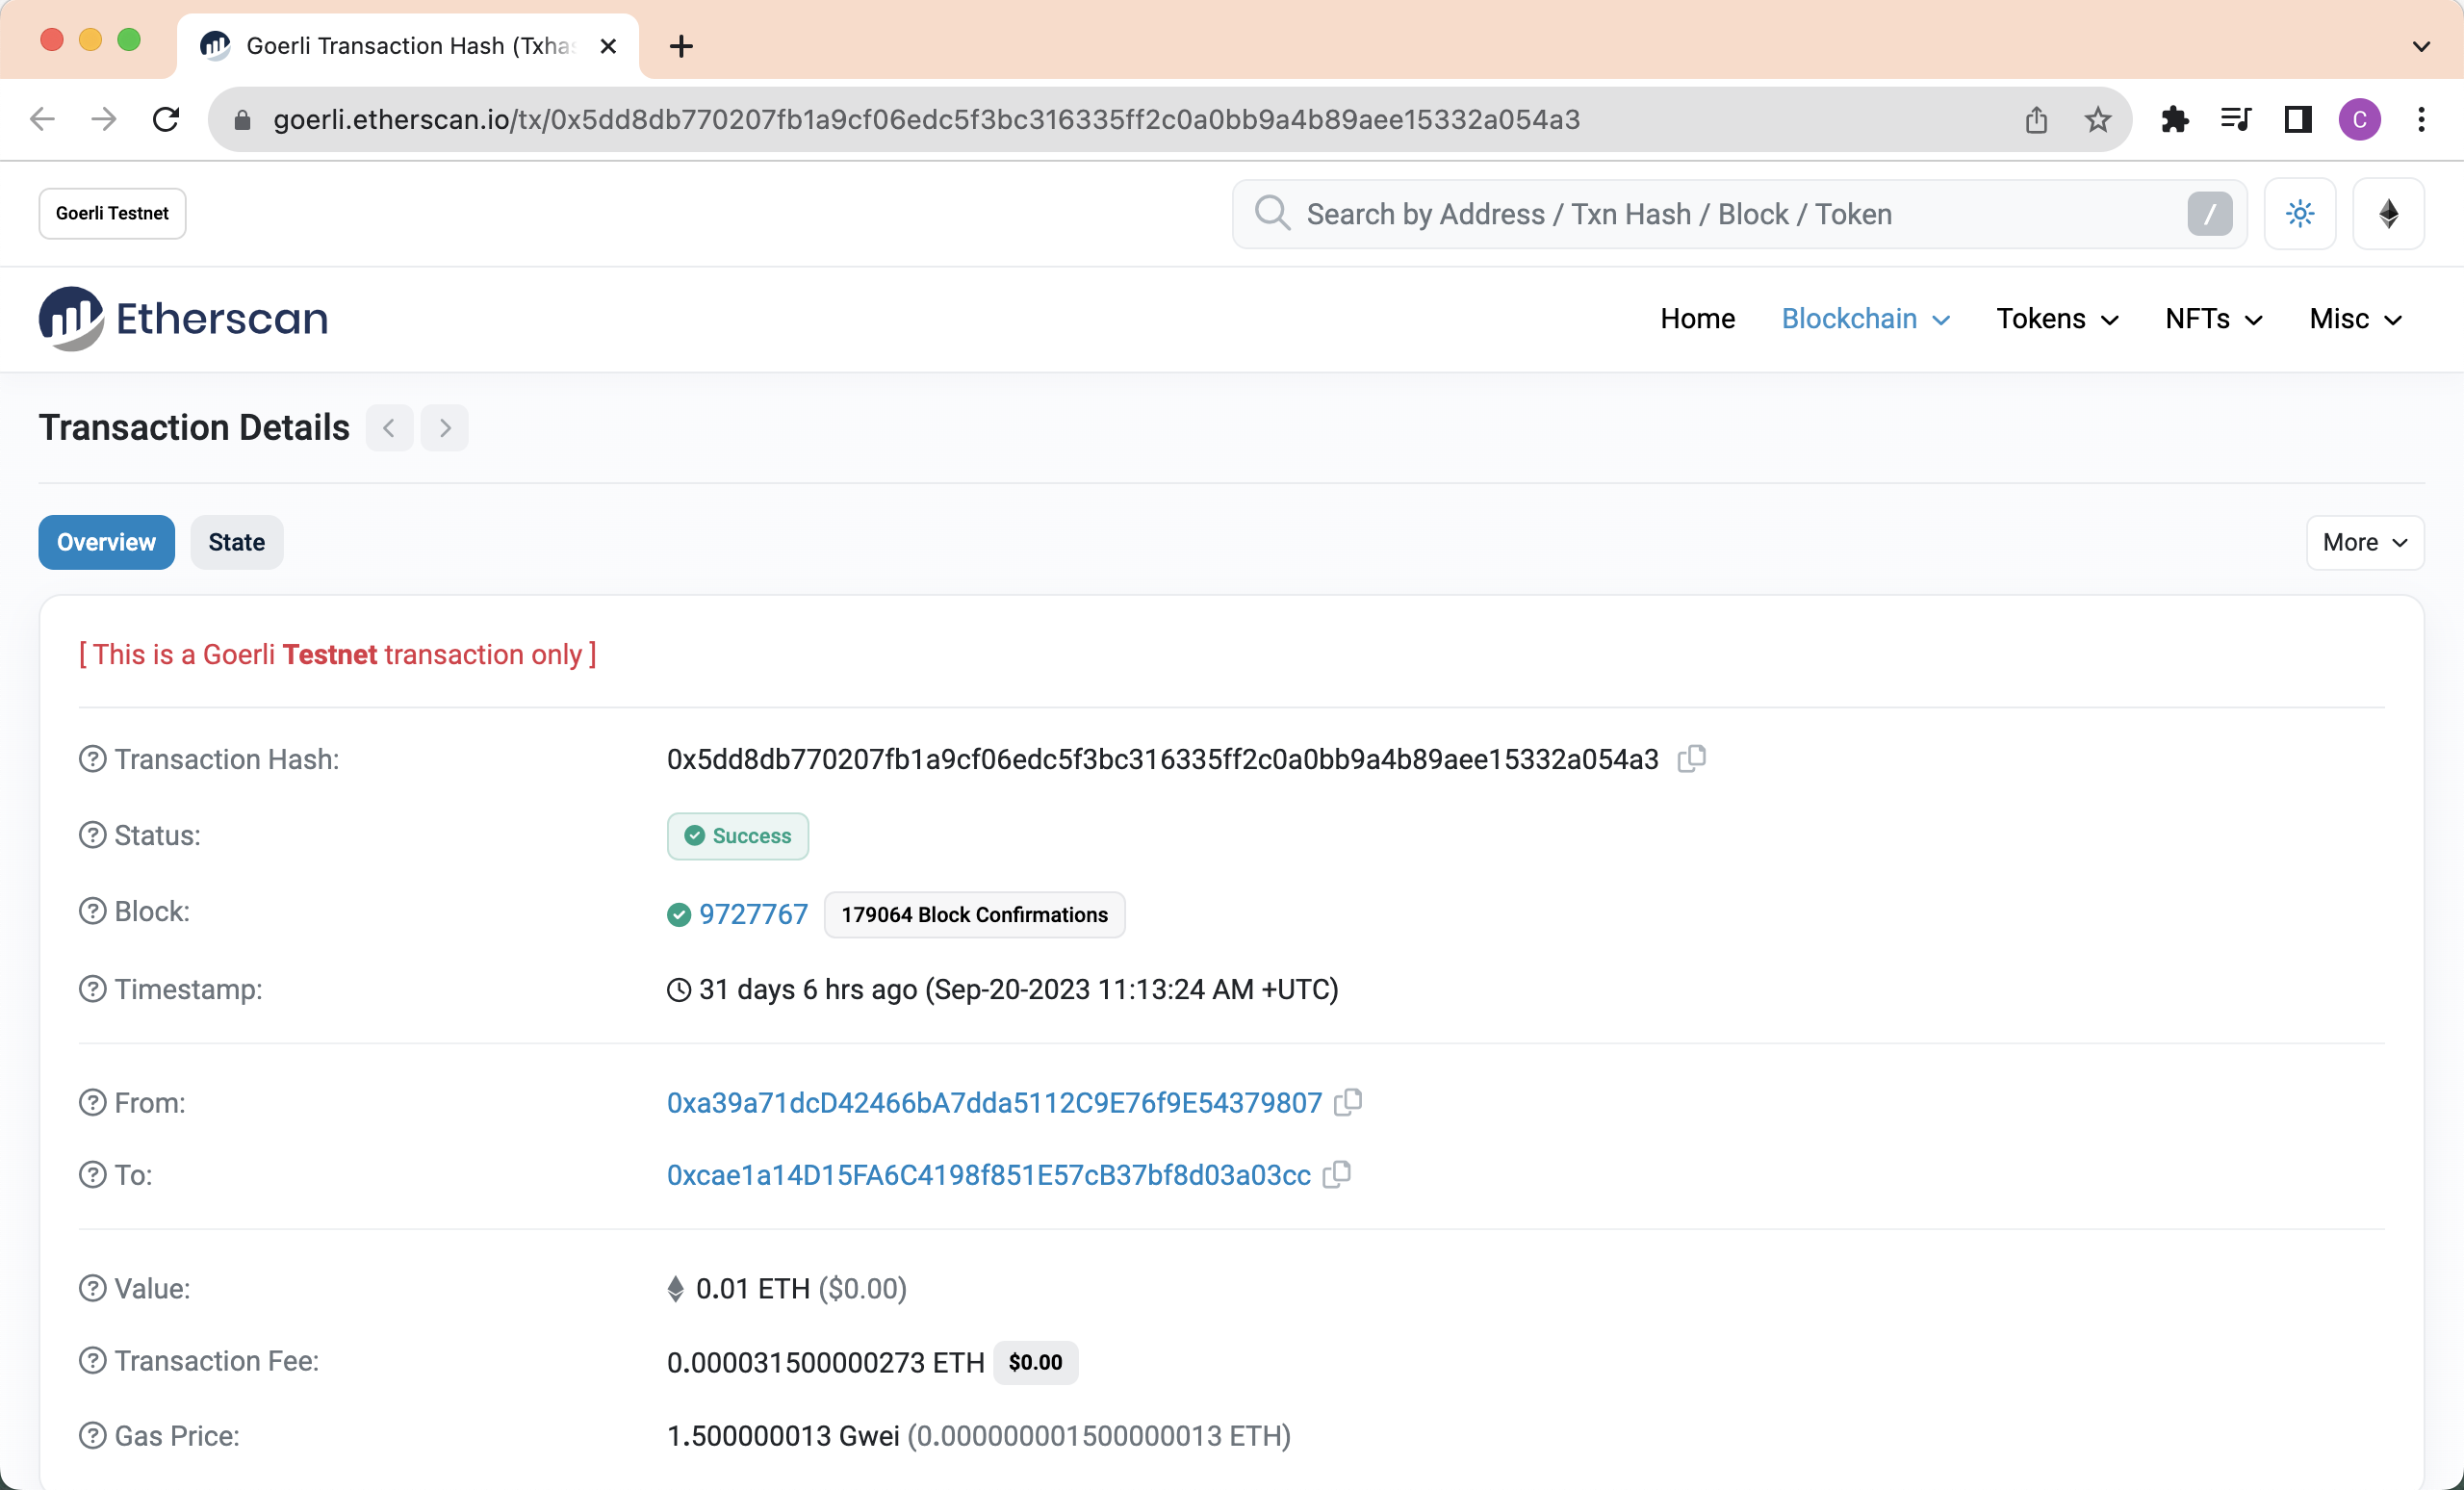 Goerli Transaction Hash (Txhas
goerli.etherscan.io/tx/0x5dd8db770207fb1a9cf06edc5f3bc316335ff2c0a0bb9a4b89aee15332a054a3
C
Goerli Testnet
Search by Address / Txn Hash / Block / Token
/
Etherscan
Home
Blockchain
Tokens
NFTs
Misc
Transaction Details
Overview
State
More
[ This is a Goerli Testnet transaction only ]
Transaction Hash:
0x5dd8db770207fb1a9cf06edc5f3bc316335ff2c0a0bb9a4b89aee15332a054a3
Status:
Success
Block:
9727767
179064 Block Confirmations
Timestamp:
31 days 6 hrs ago (Sep-20-2023 11:13:24 AM +UTC)
From:
0xa39a71dcD42466bA7dda5112C9E76f9E54379807
To:
0xcae1a14D15FA6C4198f851E57cB37bf8d03a03cc
Value:
0.01 ETH ($0.00)
Transaction Fee:
0.000031500000273 ETH
$0.00
Gas Price:
1.500000013 Gwei (0.000000001500000013 ETH)